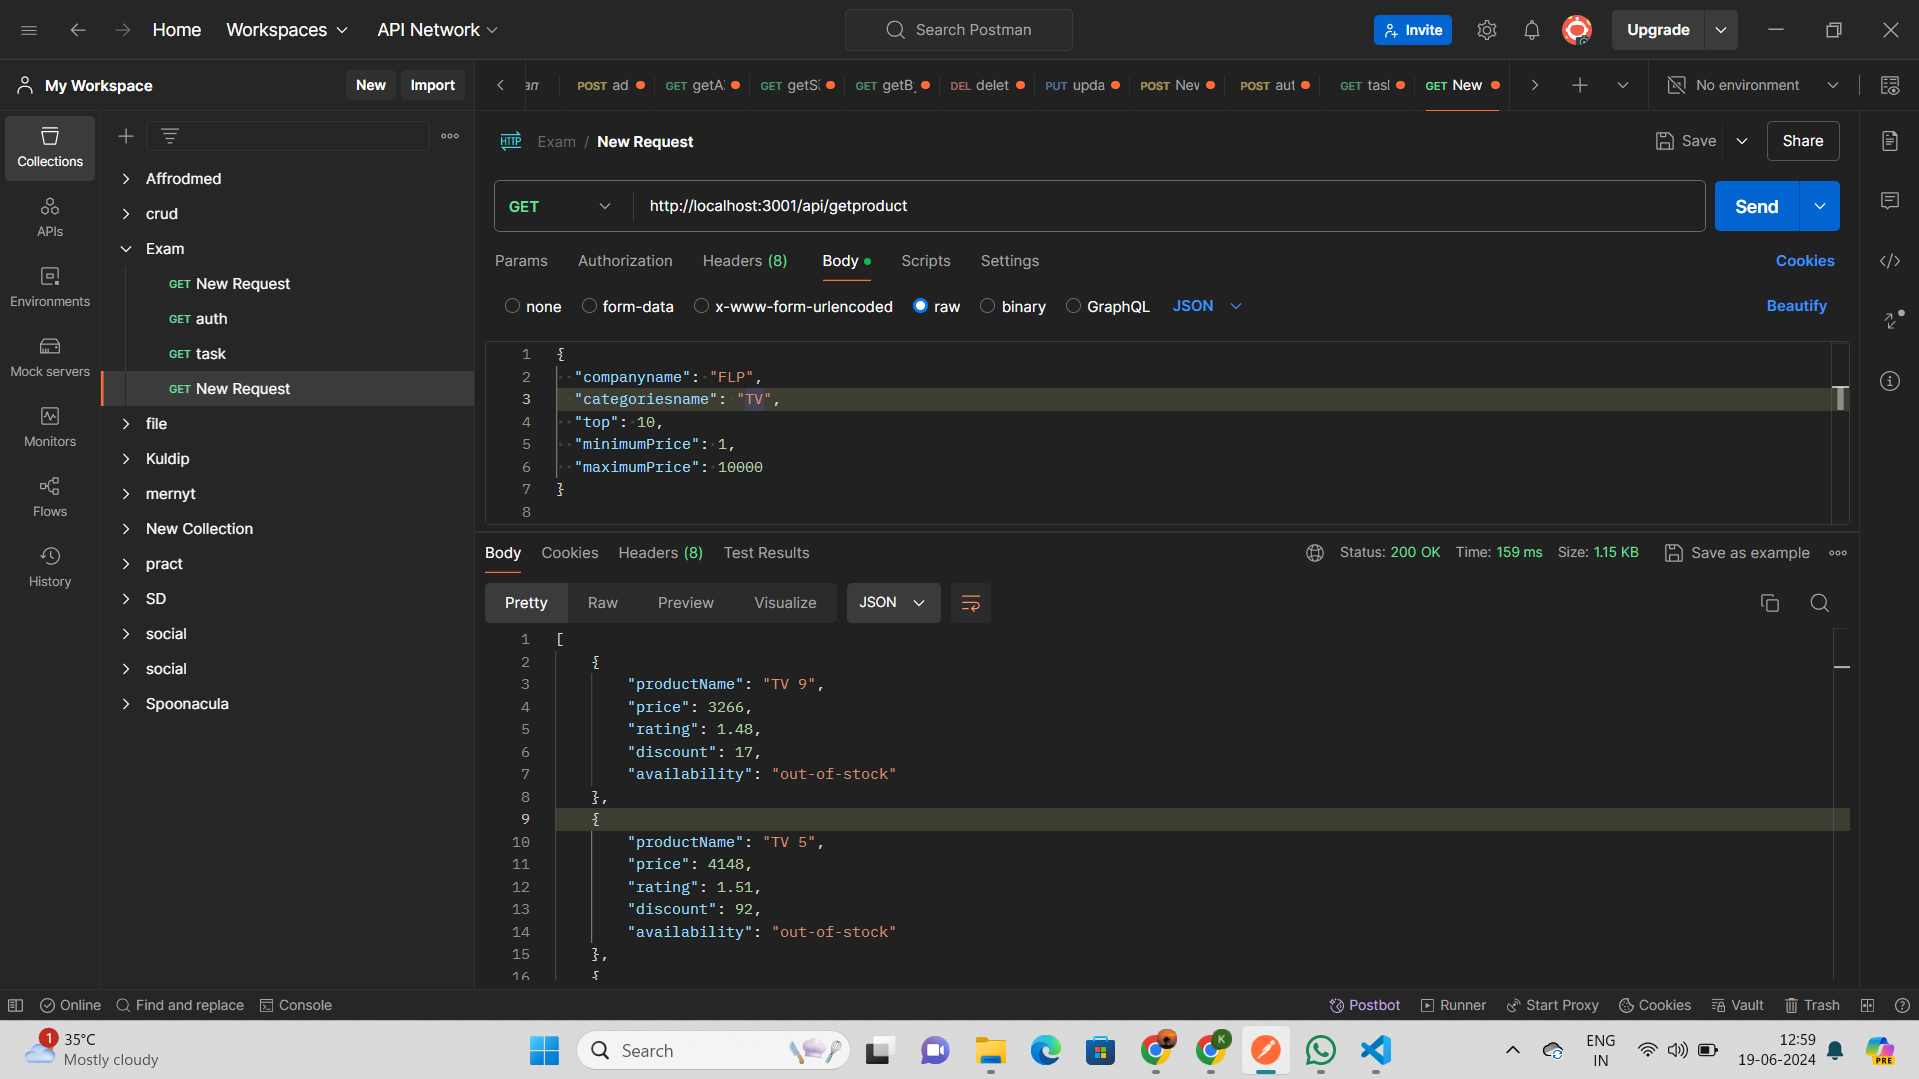 Home Workspaces API Network Search Postman Invite Upgrade
My Workspace New Import
POST ad GET getA GET getS GET getB DEL delet PUT upda POST Nev POST aut GET tasl GET New No environment
Collections
APIs
Environments
Mock servers
Monitors
Flows
History
Affrodmed
crud
Exam
GET New Request
GET auth
GET task
GET New Request
file
Kuldip
mernyt
New Collection
pract
SD
social
social
Spoonacula
HTTP Exam / New Request Save Share
GET http://localhost:3001/api/getproduct Send
Params Authorization Headers (8) Body Scripts Settings Cookies
none form-data x-www-form-urlencoded raw binary GraphQL JSON Beautify
1 {
2 "companyname": "FLP",
3 "categoriesname": "TV",
4 "top": 10,
5 "minimumPrice": 1,
6 "maximumPrice": 10000
7 }
8
Body Cookies Headers (8) Test Results Status: 200 OK Time: 159 ms Size: 1.15 KB Save as example
Pretty Raw Preview Visualize JSON
1 [
2 {
3 "productName": "TV 9",
4 "price": 3266,
5 "rating": 1.48,
6 "discount": 17,
7 "availability": "out-of-stock"
8 },
9 {
10 "productName": "TV 5",
11 "price": 4148,
12 "rating": 1.51,
13 "discount": 92,
14 "availability": "out-of-stock"
15 },
16 {
Online Find and replace Console Postbot Runner Start Proxy Cookies Vault Trash
1 35°C
Mostly cloudy
Search
K
ENG
IN
12:59
19-06-2024
PRE